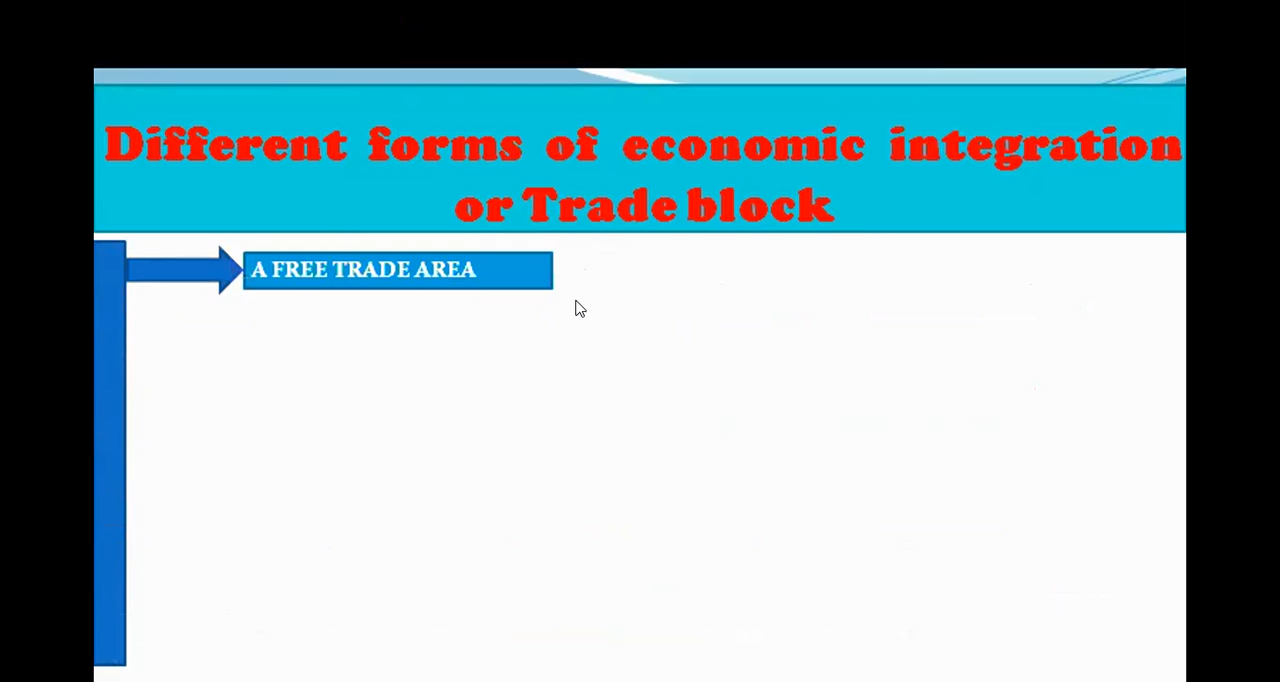 Different forms of economic integration
or Trade block
A FREE TRADE AREA